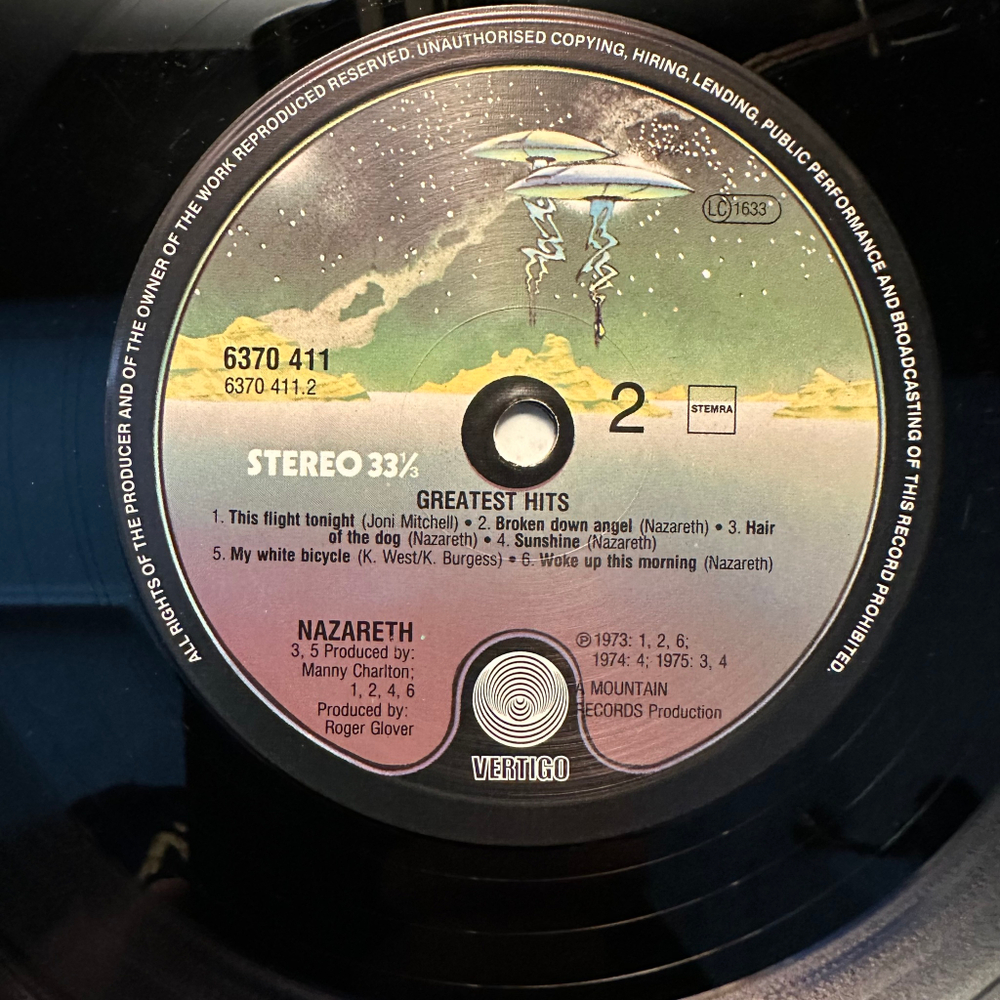 ALL RIGHTS OF THE PRODUCER AND OF THE OWNER OF THE WORK REPRODUCED RESERVED. UNAUTHORISED COPYING, HIRING, LENDING, PUBLIC PERFORMANCE AND BROADCASTING OF THIS RECORD PROHIBITED.
LC 1633
6370 411
6370 411.2
2
STEMRA
STEREO 33⅓
GREATEST HITS
1. This flight tonight (Joni Mitchell) • 2. Broken down angel (Nazareth) • 3. Hair
of the dog (Nazareth) • 4. Sunshine (Nazareth)
5. My white bicycle (K. West/K. Burgess) • 6. Woke up this morning (Nazareth)
NAZARETH
3, 5 Produced by:
Manny Charlton;
1, 2, 4, 6
Produced by:
Roger Glover
℗ 1973: 1, 2, 6;
1974: 4; 1975: 3, 4
A MOUNTAIN
RECORDS Production
VERTIGO